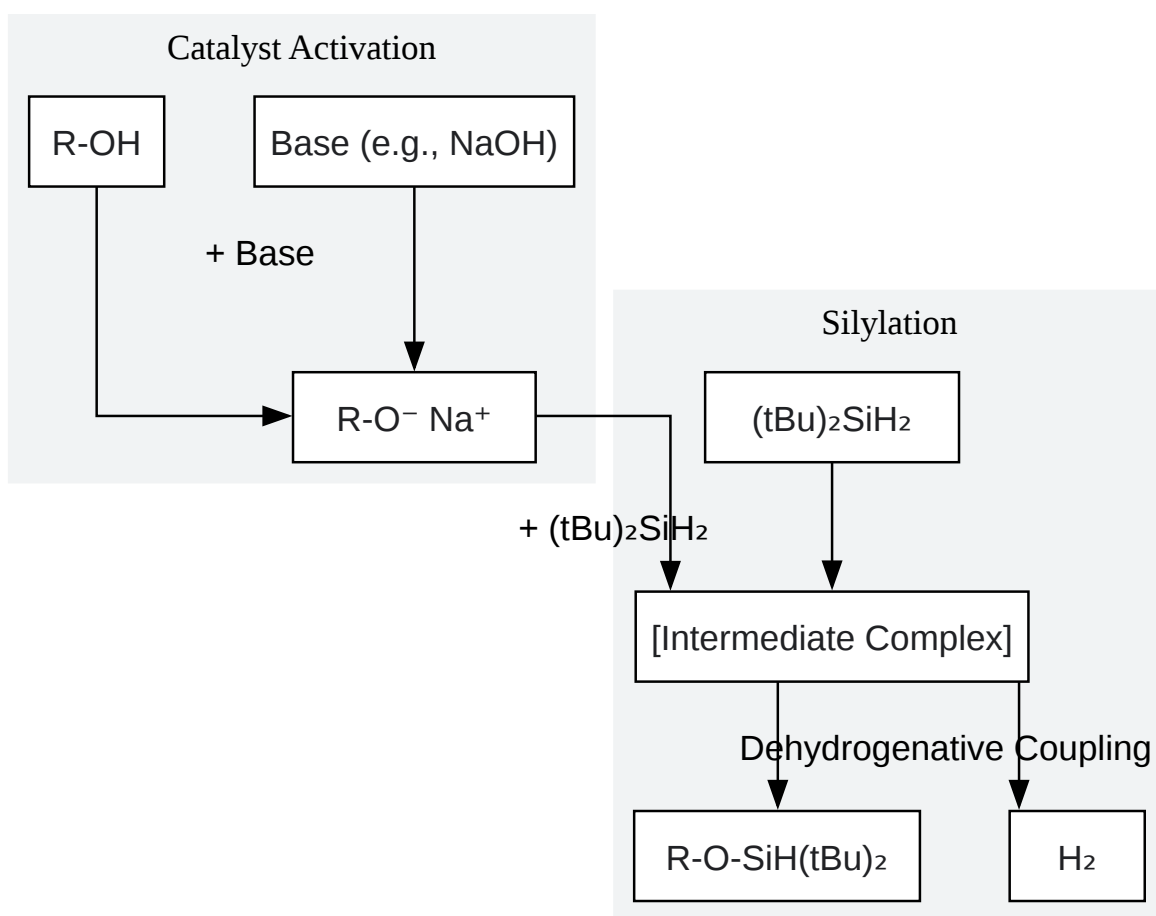 Catalyst Activation
R-OH
Base (e.g., NaOH)
+ Base
Silylation
R-O⁻ Na⁺
(tBu)₂SiH₂
+ (tBu)₂SiH₂
[Intermediate Complex]
Dehydrogenative Coupling
R-O-SiH(tBu)₂
H₂